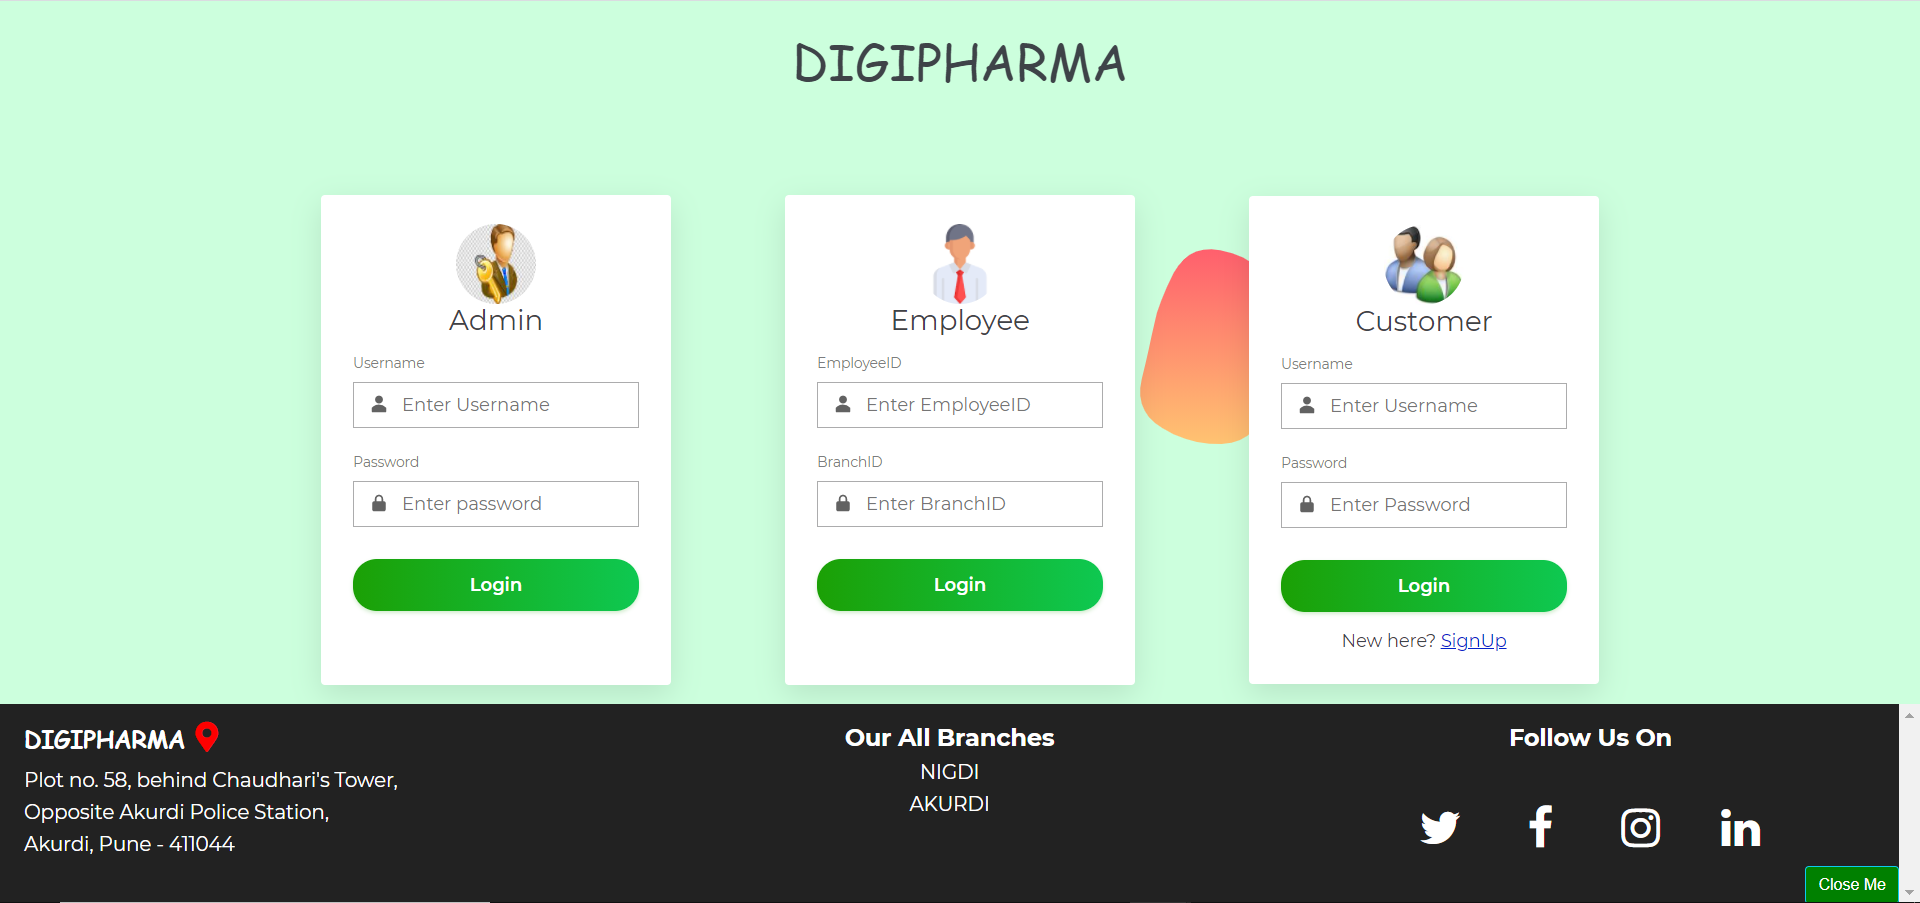 DIGIPHARMA
Admin
Username
Enter Username
Password
Enter password
Login
Employee
EmployeeID
Enter EmployeeID
BranchID
Enter BranchID
Login
Customer
Username
Enter Username
Password
Enter Password
Login
New here? SignUp
DIGIPHARMA
Plot no. 58, behind Chaudhari's Tower,
Opposite Akurdi Police Station,
Akurdi, Pune - 411044
Our All Branches
NIGDI
AKURDI
Follow Us On
Close Me